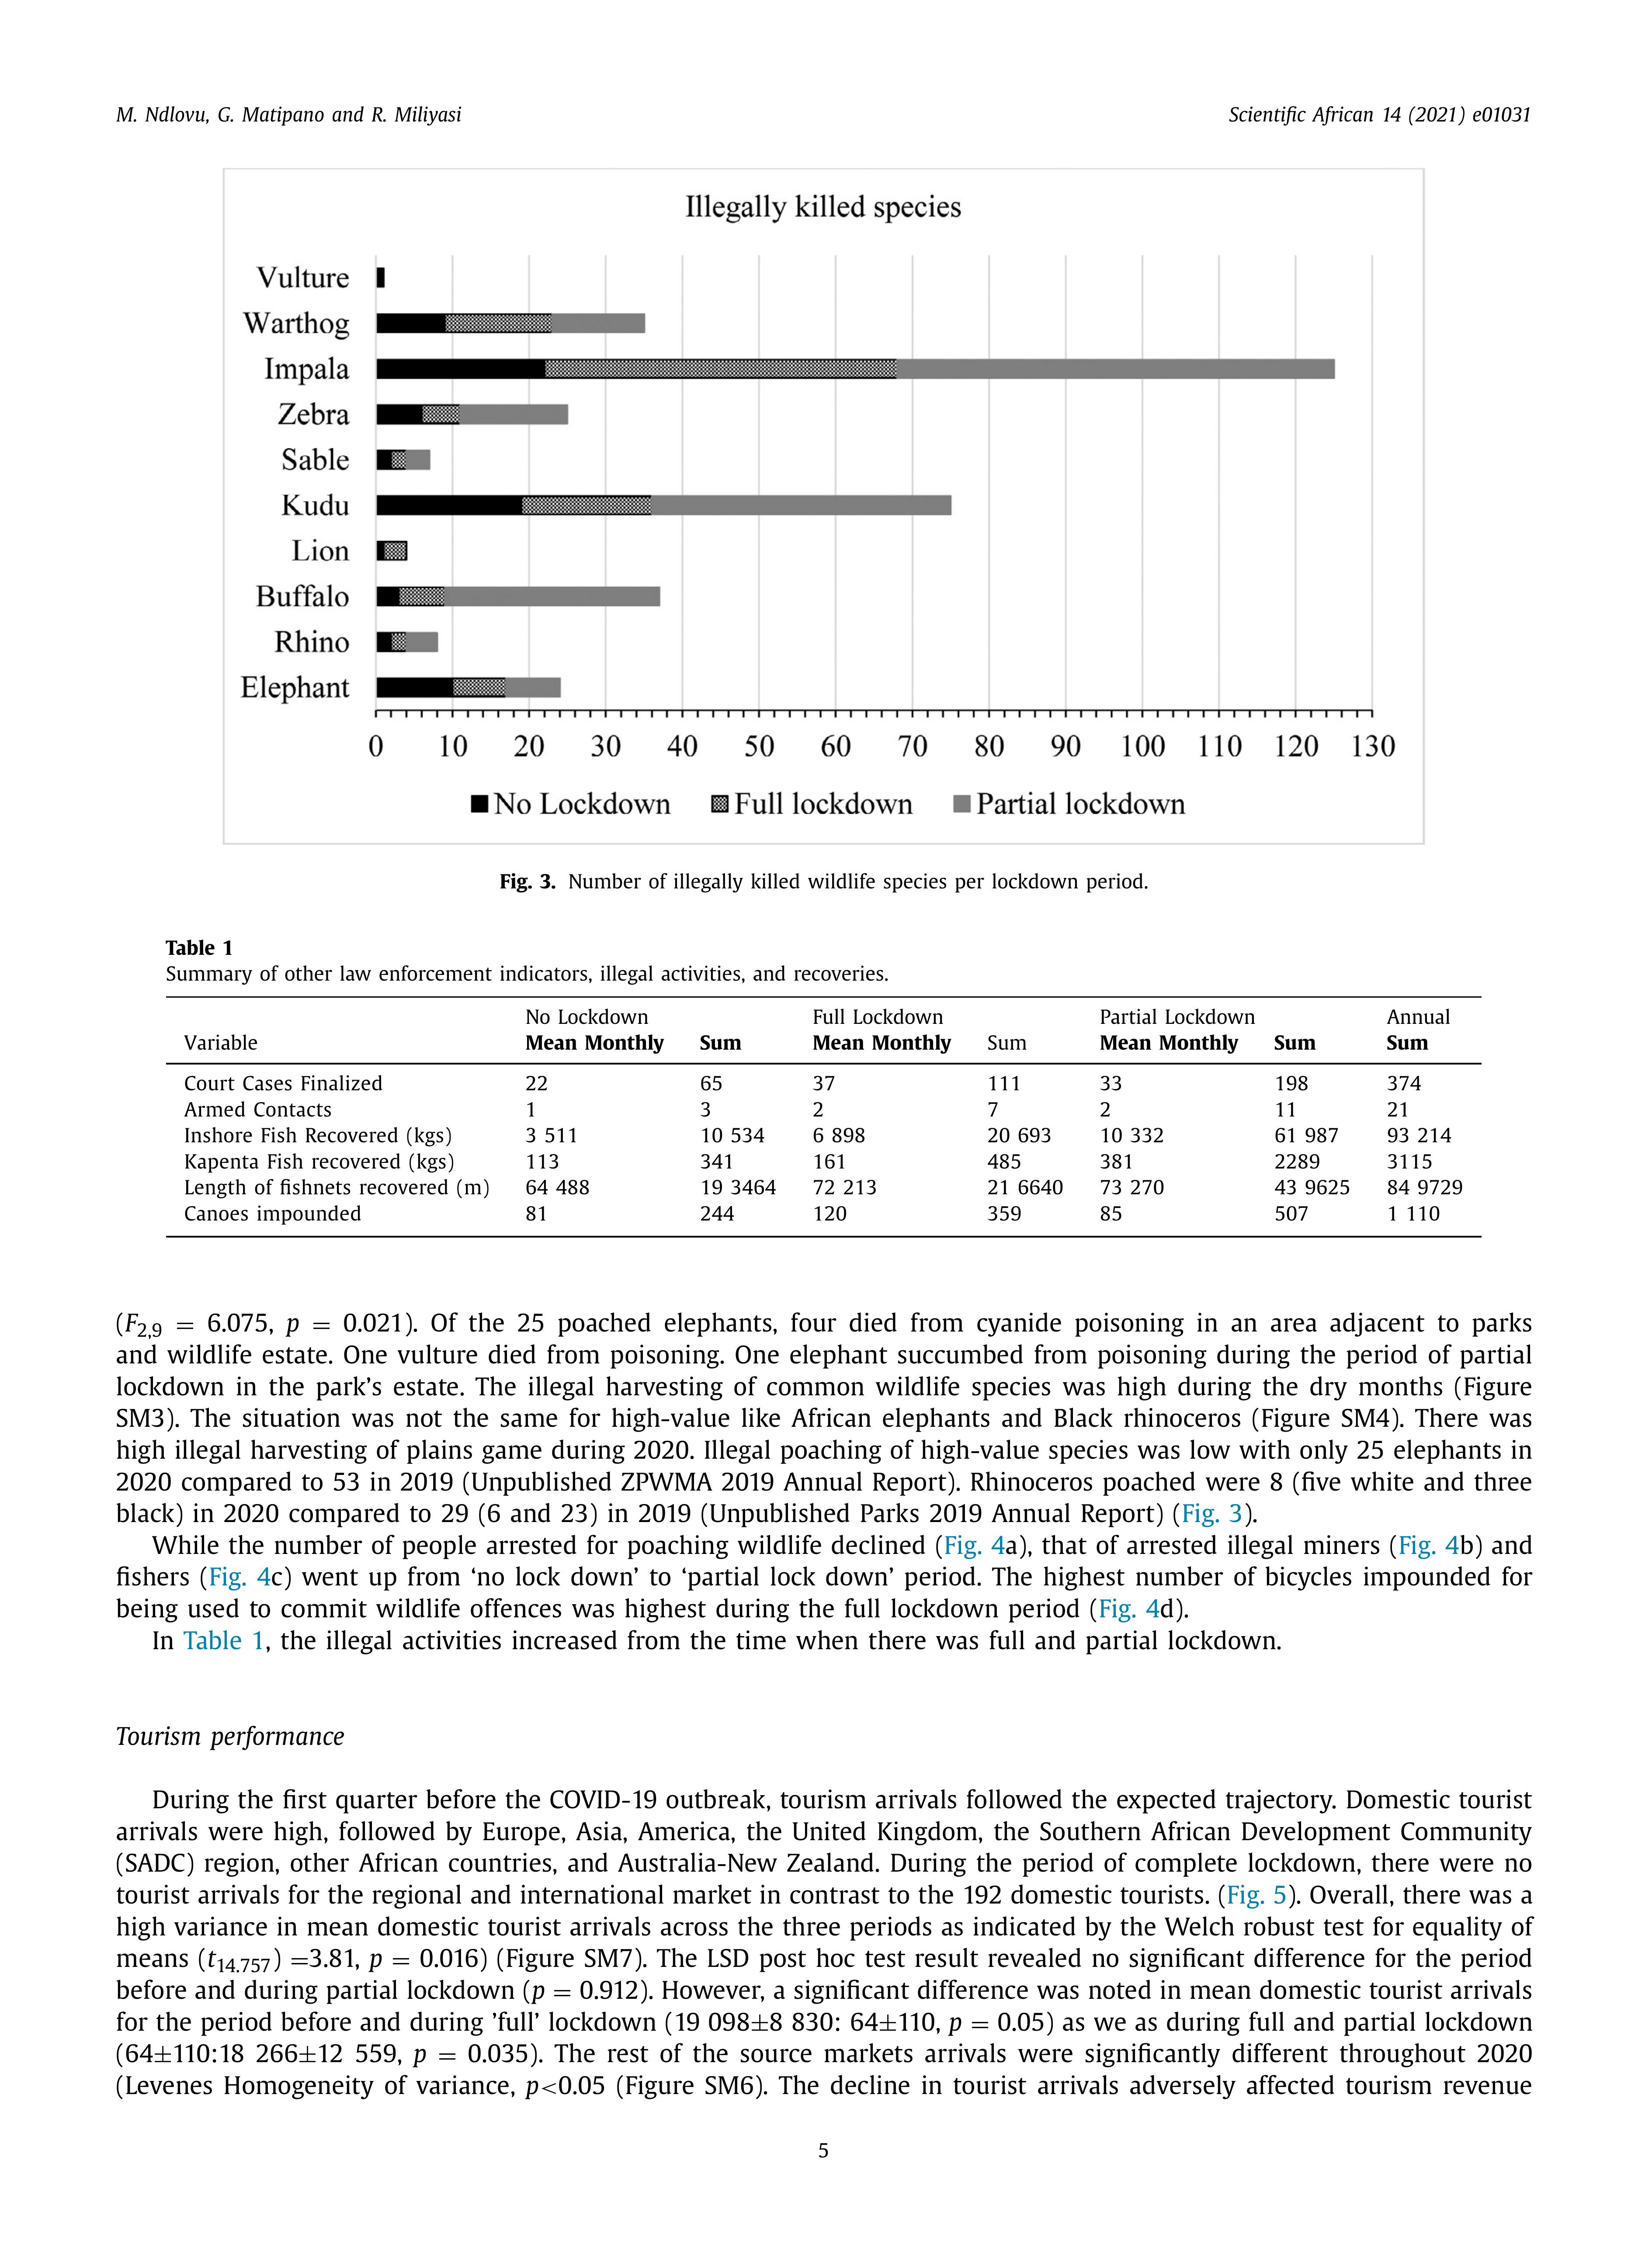 M. Ndlovu, G. Matipano and R. Miliyasi
Scientific African 14 (2021) e01031
Illegally killed species
Vulture
Warthog
Impala
Zebra
Sable
Kudu
Lion
Buffalo
Rhino
Elephant
0 10 20 30 40 50 60 70 80 90 100 110 120 130
No Lockdown Full lockdown Partial lockdown
Fig. 3. Number of illegally killed wildlife species per lockdown period.
Table 1
Summary of other law enforcement indicators, illegal activities, and recoveries.
No Lockdown Full Lockdown Partial Lockdown Annual
Variable Mean Monthly Sum Mean Monthly Sum Mean Monthly Sum Sum
Court Cases Finalized 22 65 37 111 33 198 374
Armed Contacts 1 3 2 7 2 11 21
Inshore Fish Recovered (kgs) 3 511 10 534 6 898 20 693 10 332 61 987 93 214
Kapenta Fish recovered (kgs) 113 341 161 485 381 2289 3115
Length of fishnets recovered (m) 64 488 19 3464 72 213 21 6640 73 270 43 9625 84 9729
Canoes impounded 81 244 120 359 85 507 1 110
(F2,9 = 6.075, p = 0.021). Of the 25 poached elephants, four died from cyanide poisoning in an area adjacent to parks
and wildlife estate. One vulture died from poisoning. One elephant succumbed from poisoning during the period of partial
lockdown in the park's estate. The illegal harvesting of common wildlife species was high during the dry months (Figure
SM3). The situation was not the same for high-value like African elephants and Black rhinoceros (Figure SM4). There was
high illegal harvesting of plains game during 2020. Illegal poaching of high-value species was low with only 25 elephants in
2020 compared to 53 in 2019 (Unpublished ZPWMA 2019 Annual Report). Rhinoceros poached were 8 (five white and three
black) in 2020 compared to 29 (6 and 23) in 2019 (Unpublished Parks 2019 Annual Report) (Fig. 3).
While the number of people arrested for poaching wildlife declined (Fig. 4a), that of arrested illegal miners (Fig. 4b) and
fishers (Fig. 4c) went up from 'no lock down' to 'partial lock down' period. The highest number of bicycles impounded for
being used to commit wildlife offences was highest during the full lockdown period (Fig. 4d).
In Table 1, the illegal activities increased from the time when there was full and partial lockdown.
Tourism performance
During the first quarter before the COVID-19 outbreak, tourism arrivals followed the expected trajectory. Domestic tourist
arrivals were high, followed by Europe, Asia, America, the United Kingdom, the Southern African Development Community
(SADC) region, other African countries, and Australia-New Zealand. During the period of complete lockdown, there were no
tourist arrivals for the regional and international market in contrast to the 192 domestic tourists. (Fig. 5). Overall, there was a
high variance in mean domestic tourist arrivals across the three periods as indicated by the Welch robust test for equality of
means (t14.757) =3.81, p = 0.016) (Figure SM7). The LSD post hoc test result revealed no significant difference for the period
before and during partial lockdown (p = 0.912). However, a significant difference was noted in mean domestic tourist arrivals
for the period before and during 'full' lockdown (19 098±8 830: 64±110, p = 0.05) as we as during full and partial lockdown
(64±110:18 266±12 559, p = 0.035). The rest of the source markets arrivals were significantly different throughout 2020
(Levenes Homogeneity of variance, p<0.05 (Figure SM6). The decline in tourist arrivals adversely affected tourism revenue
5